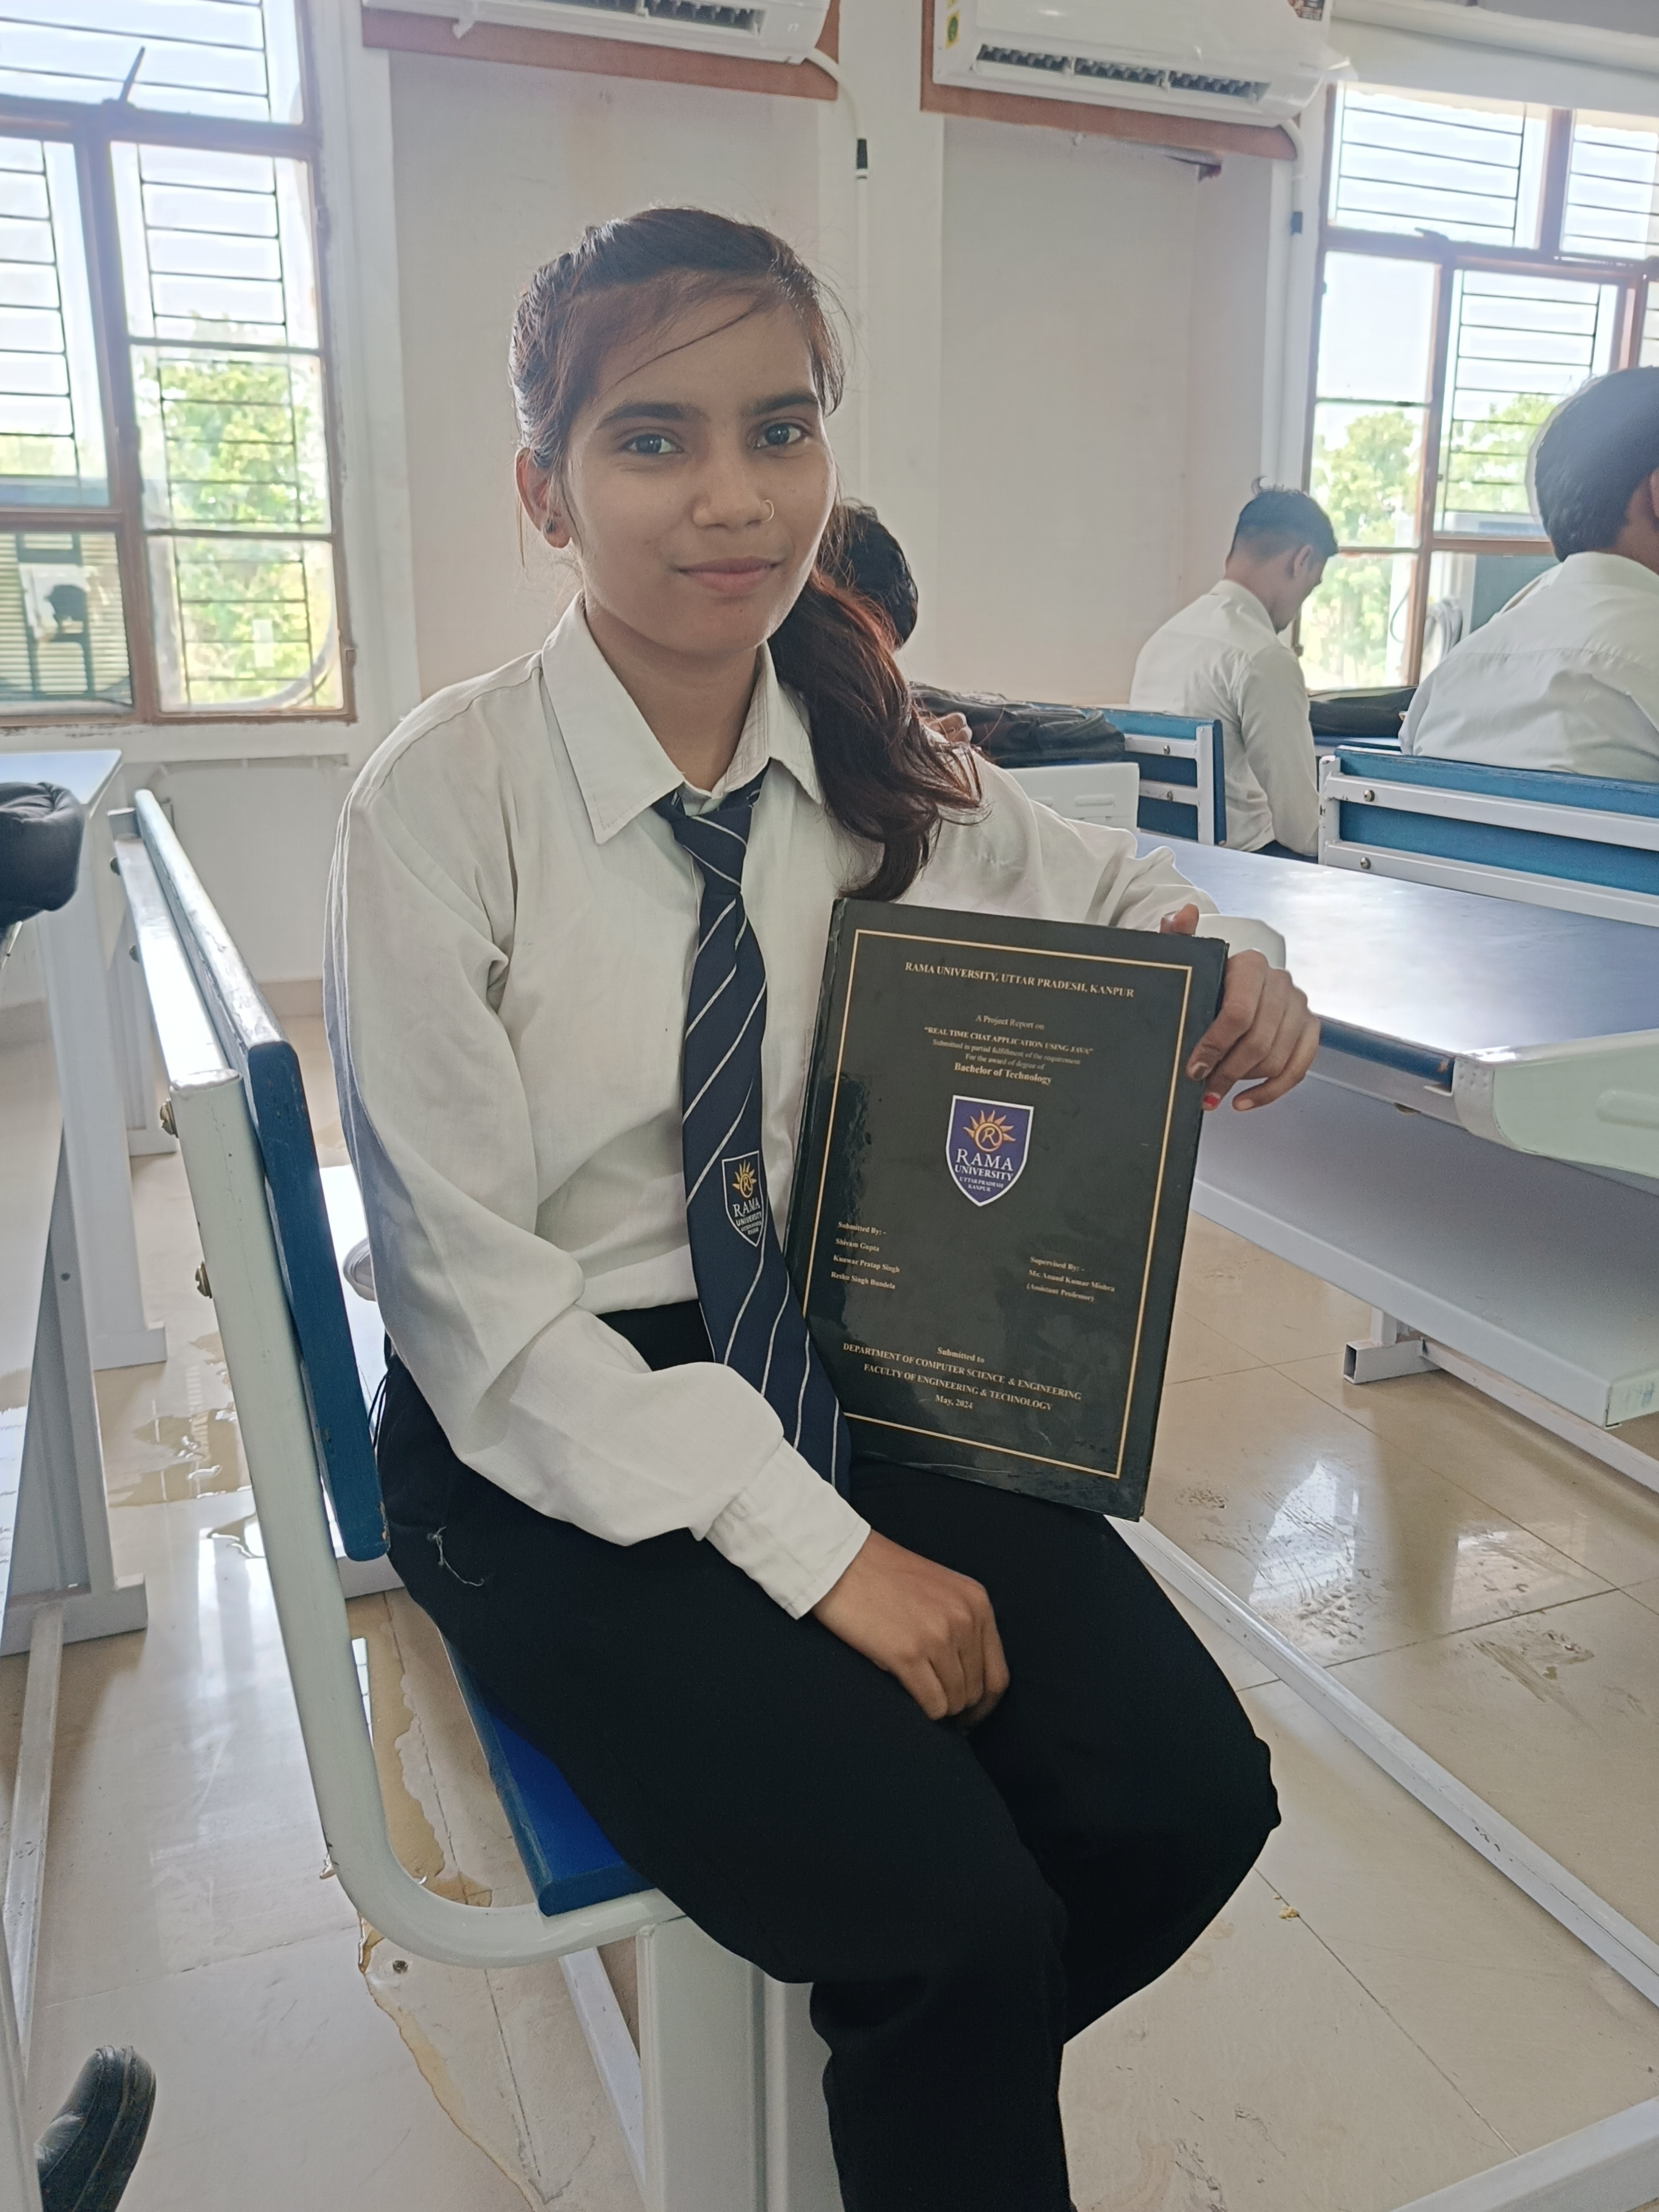 RAMA UNIVERSITY, UTTAR PRADESH, KANPUR
A Project Report on
"REAL TIME CHAT APPLICATION USING JAVA"
Submitted in partial fulfillment of the requirement
For the award of degree of
Bachelor of Technology
R
RAMA
UNIVERSITY
UTTAR PRADESH
KANPUR
Submitted By: -
Shivam Gupta
Kunwar Pratap Singh
Singh Bundela
Supervised By: -
Mr. Anand Kumar Mishra
(Assistant Professor)
Submitted to
DEPARTMENT OF COMPUTER SCIENCE & ENGINEERING
FACULTY OF ENGINEERING & TECHNOLOGY
May, 2024
R
RAMA
UNIVERSITY